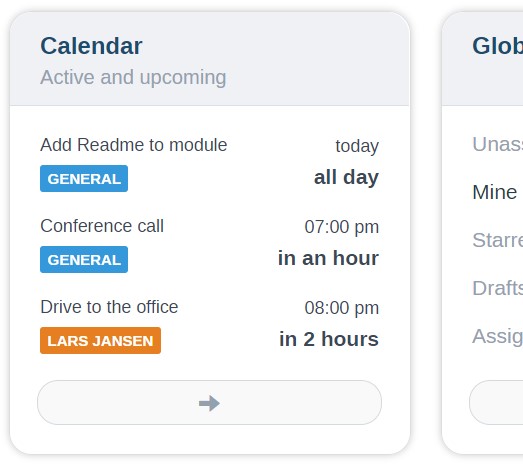 Calendar
Active and upcoming
Add Readme to module today
GENERAL all day
Conference call 07:00 pm
GENERAL in an hour
Drive to the office 08:00 pm
LARS JANSEN in 2 hours
Glob
Unas
Mine
Starre
Drafts
Assig